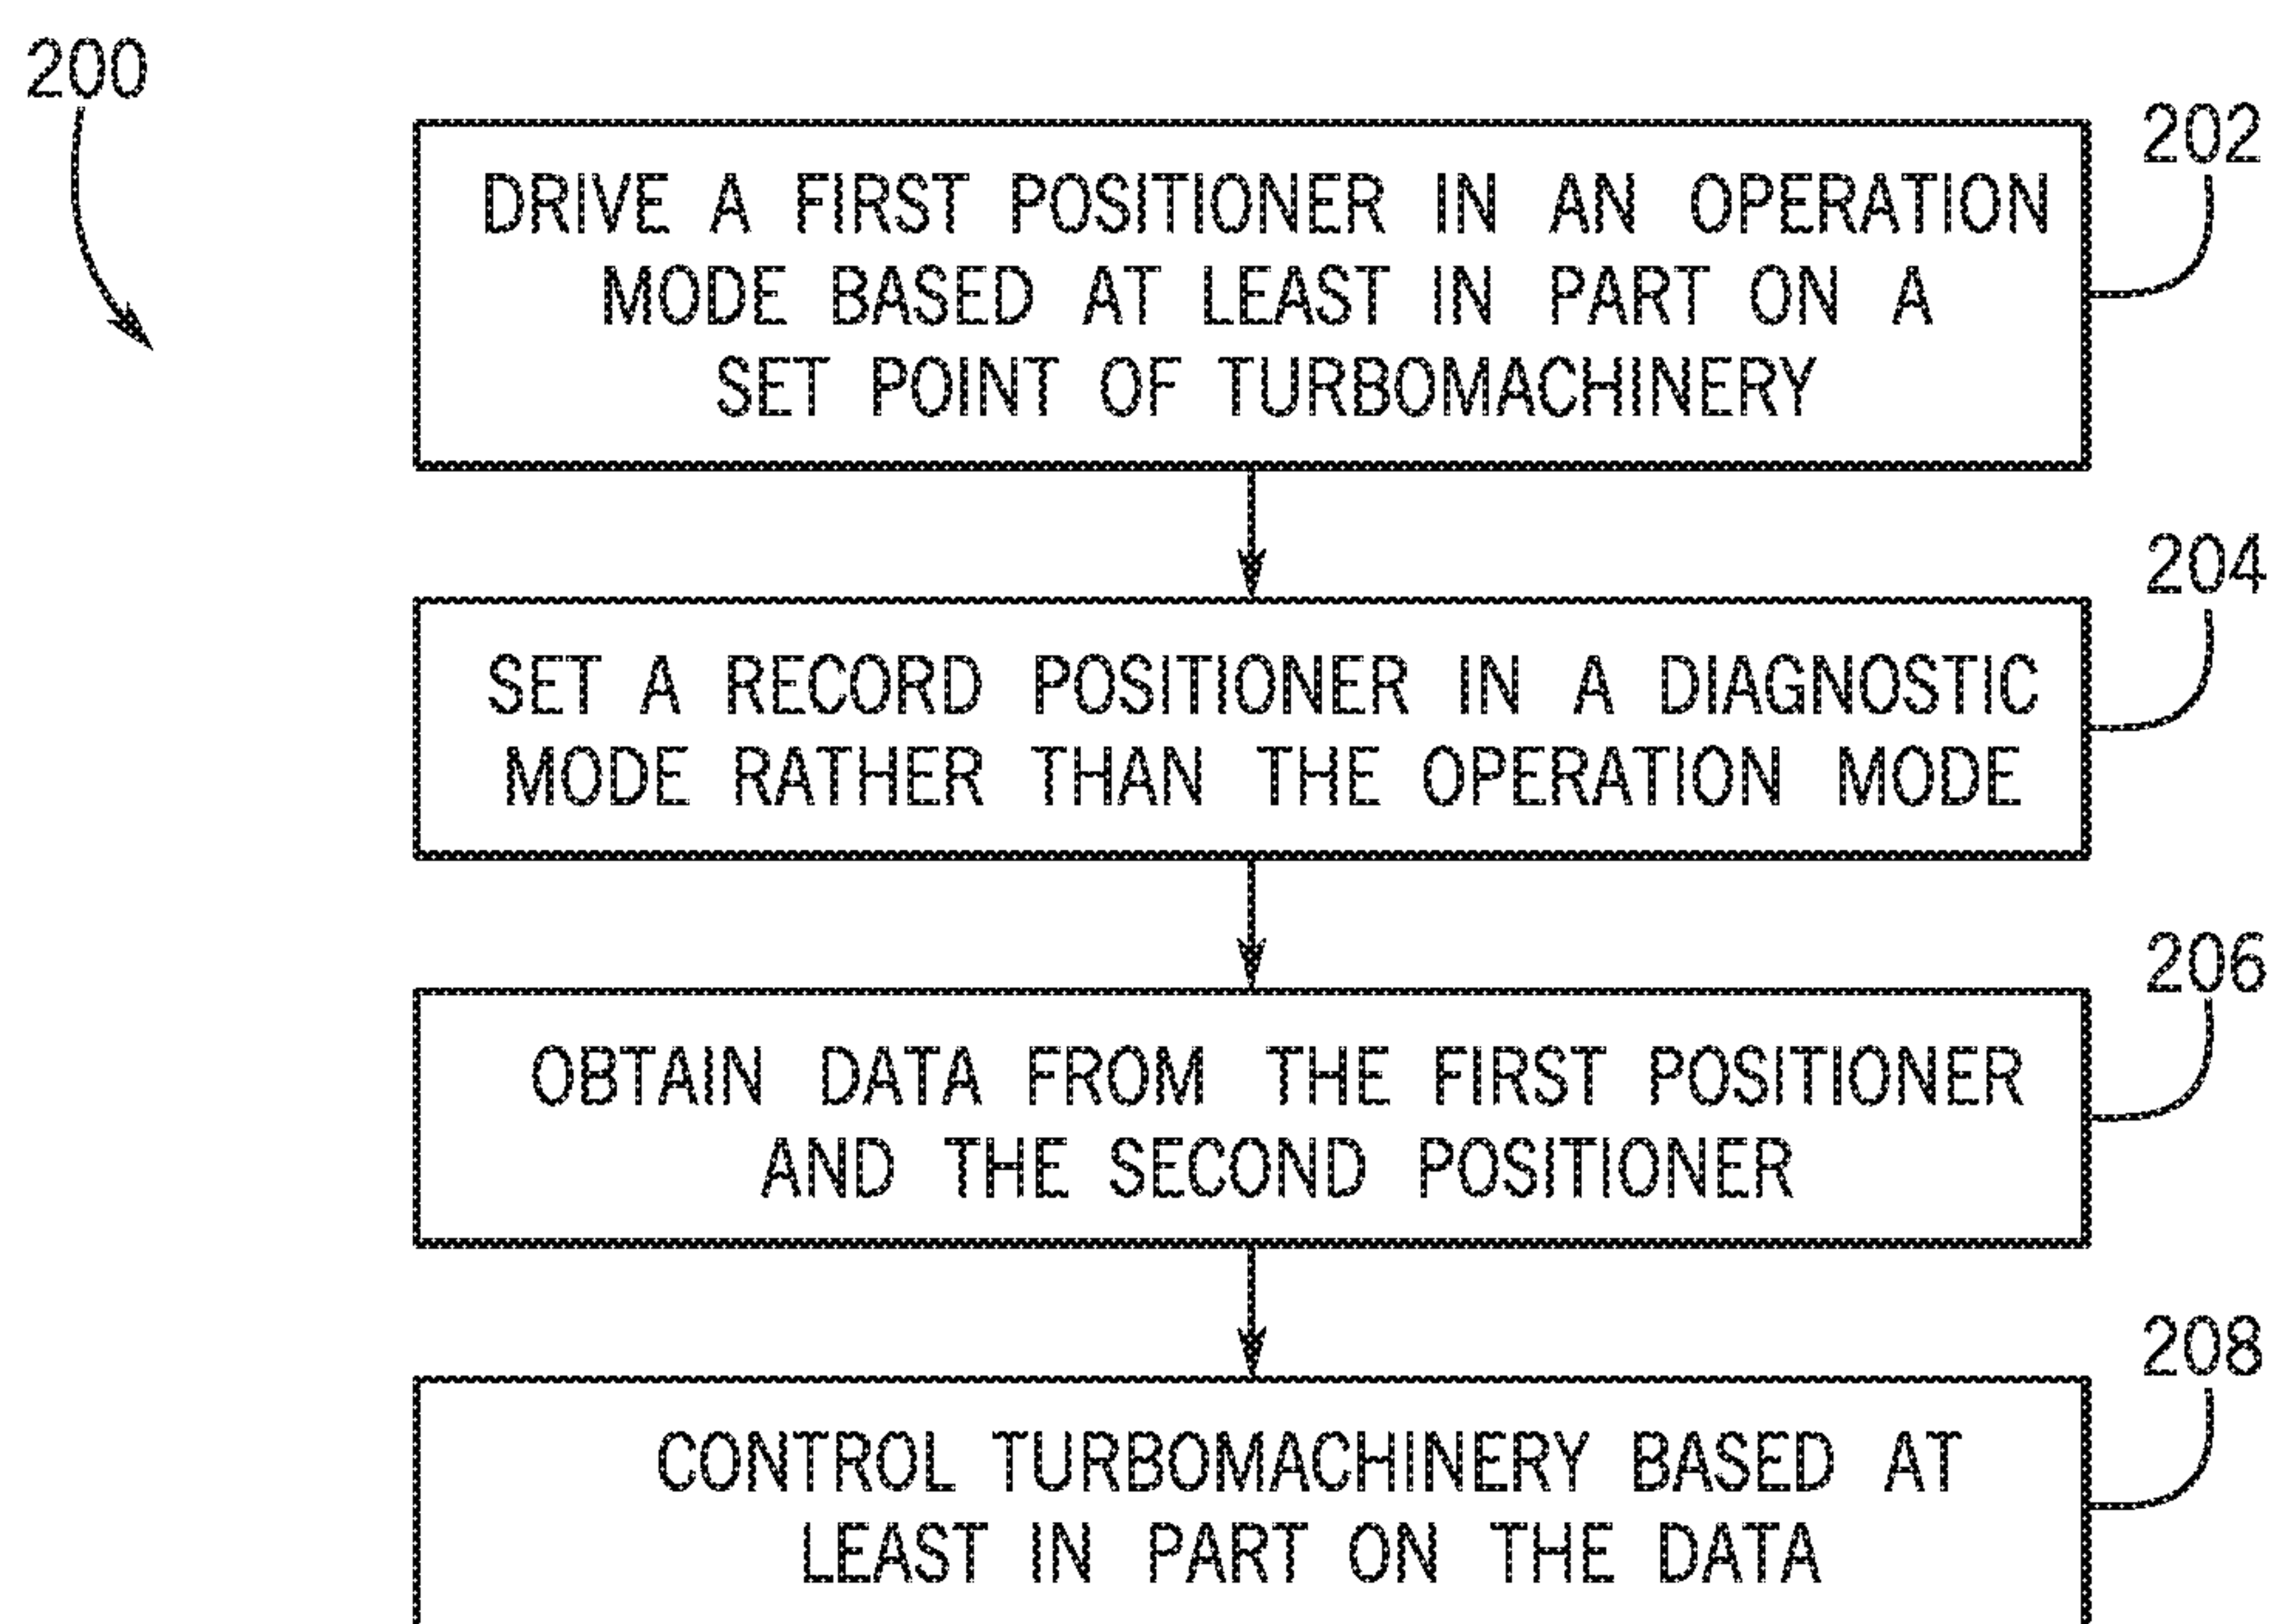 200
202
DRIVE A FIRST POSITIONER IN AN OPERATION
MODE BASED AT LEAST IN PART ON A
SET POINT OF TURBOMACHINERY
204
SET A RECORD POSITIONER IN A DIAGNOSTIC
MODE RATHER THAN THE OPERATION MODE
206
OBTAIN DATA FROM THE FIRST POSITIONER
AND THE SECOND POSITIONER
208
CONTROL TURBOMACHINERY BASED AT
LEAST IN PART ON THE DATA